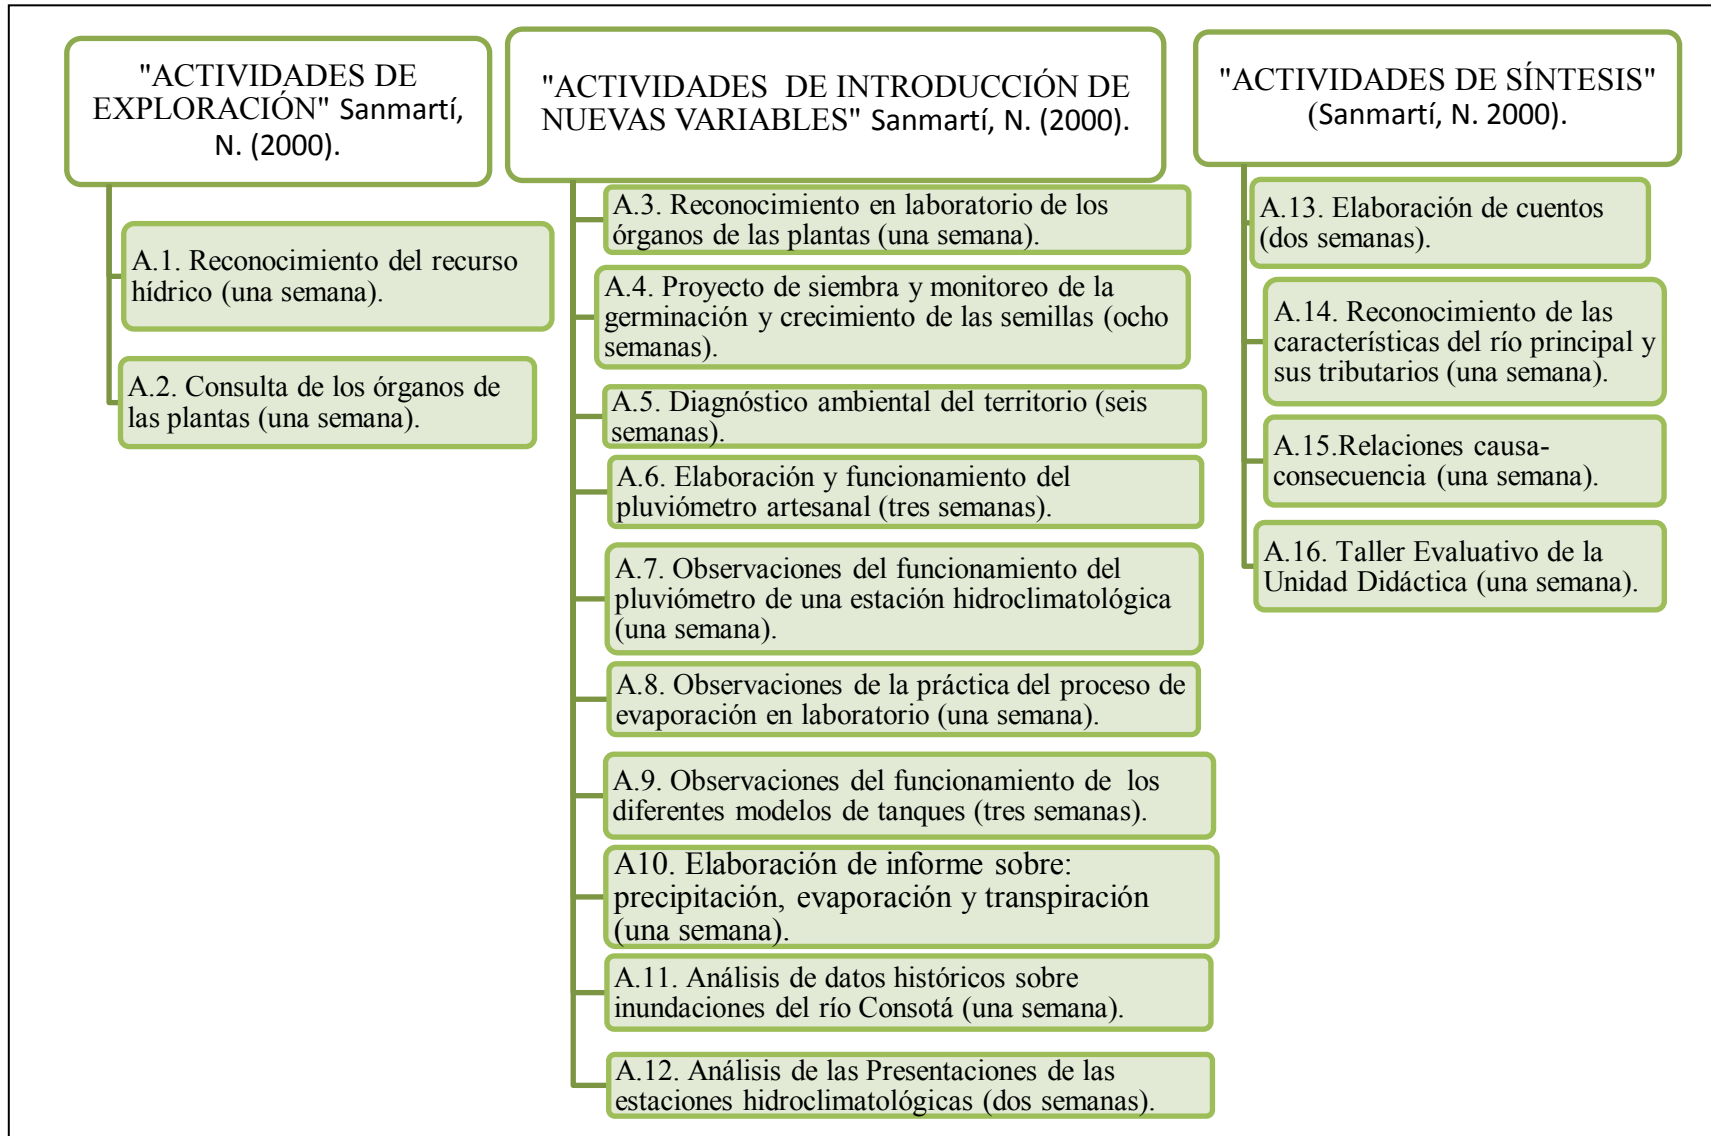 "ACTIVIDADES DE
EXPLORACIÓN" Sanmartí,
N. (2000).
A.1. Reconocimiento del recurso
hídrico (una semana).
A.2. Consulta de los órganos de
las plantas (una semana).
"ACTIVIDADES DE INTRODUCCIÓN DE
NUEVAS VARIABLES" Sanmartí, N. (2000).
A.3. Reconocimiento en laboratorio de los
órganos de las plantas (una semana).
A.4. Proyecto de siembra y monitoreo de la
germinación y crecimiento de las semillas (ocho
semanas).
A.5. Diagnóstico ambiental del territorio (seis
semanas).
A.6. Elaboración y funcionamiento del
pluviómetro artesanal (tres semanas).
A.7. Observaciones del funcionamiento del
pluviómetro de una estación hidroclimatológica
(una semana).
A.8. Observaciones de la práctica del proceso de
evaporación en laboratorio (una semana).
A.9. Observaciones del funcionamiento de los
diferentes modelos de tanques (tres semanas).
A10. Elaboración de informe sobre:
precipitación, evaporación y transpiración
(una semana).
A.11. Análisis de datos históricos sobre
inundaciones del río Consotá (una semana).
A.12. Análisis de las Presentaciones de las
estaciones hidroclimatológicas (dos semanas).
"ACTIVIDADES DE SÍNTESIS"
(Sanmartí, N. 2000).
A.13. Elaboración de cuentos
(dos semanas).
A.14. Reconocimiento de las
características del río principal y
sus tributarios (una semana).
A.15.Relaciones causa-
consecuencia (una semana).
A.16. Taller Evaluativo de la
Unidad Didáctica (una semana).